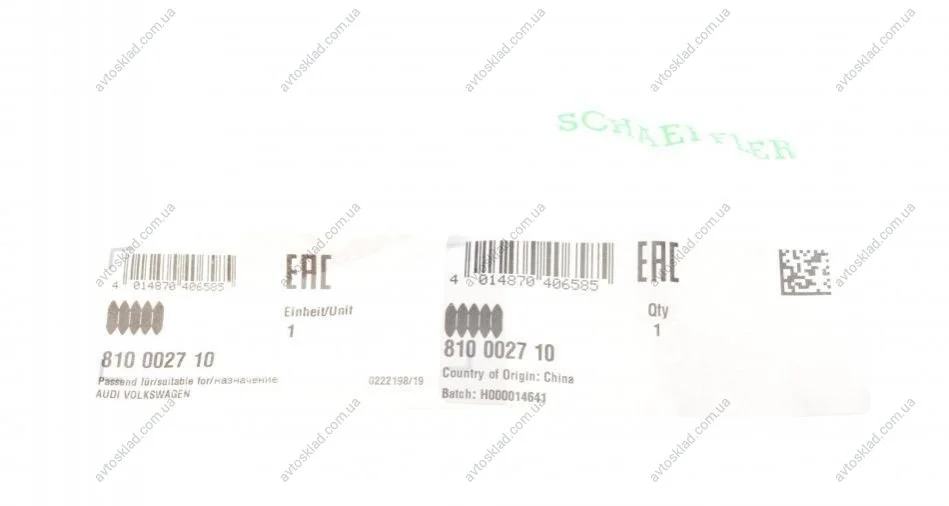 SCHAEFFLER
4 014870 406585
EAC
Einheit/Unit
1
810 0027 10
Passend für/suitable for/назначение
AUDI VOLKSWAGEN
0222198/19
4 014870 406585
EAC
Qty
1
810 0027 10
Country of Origin: China
Batch: H000014641
avtosklad.com.ua